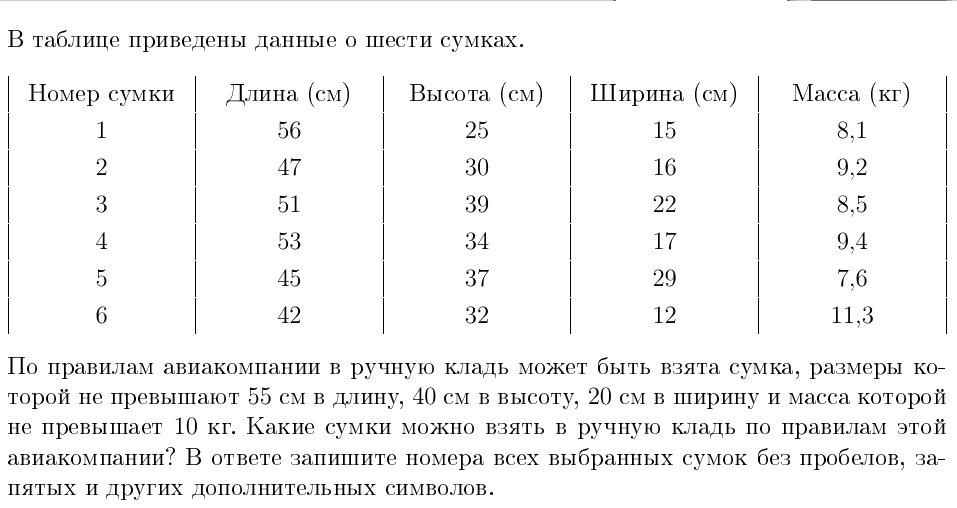 В таблице приведены данные о шести сумках.
Номер сумки Длина (см) Высота (см) Ширина (см) Масса (кг)
1 56 25 15 8,1
2 47 30 16 9,2
3 51 39 22 8,5
4 53 34 17 9,4
5 45 37 29 7,6
6 42 32 12 11,3
По правилам авиакомпании в ручную кладь может быть взята сумка, размеры ко-
торой не превышают 55 см в длину, 40 см в высоту, 20 см в ширину и масса которой
не превышает 10 кг. Какие сумки можно взять в ручную кладь по правилам этой
авиакомпании? В ответе запишите номера всех выбранных сумок без пробелов, за-
пятых и других дополнительных символов.